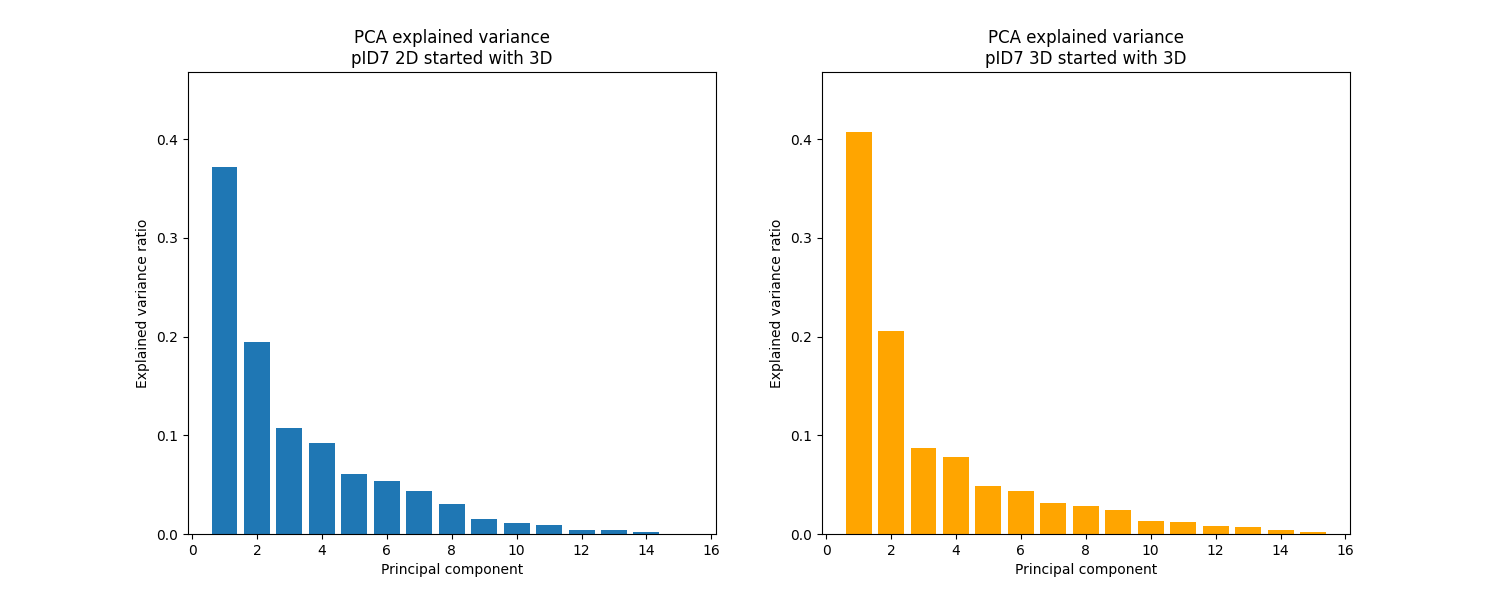 PCA explained variance
pID7 2D started with 3D
Explained variance ratio
0.4
0.3
0.2
0.1
0.0
0 2 4 6 8 10 12 14 16
Principal component
PCA explained variance
pID7 3D started with 3D
Explained variance ratio
0.4
0.3
0.2
0.1
0.0
0 2 4 6 8 10 12 14 16
Principal component